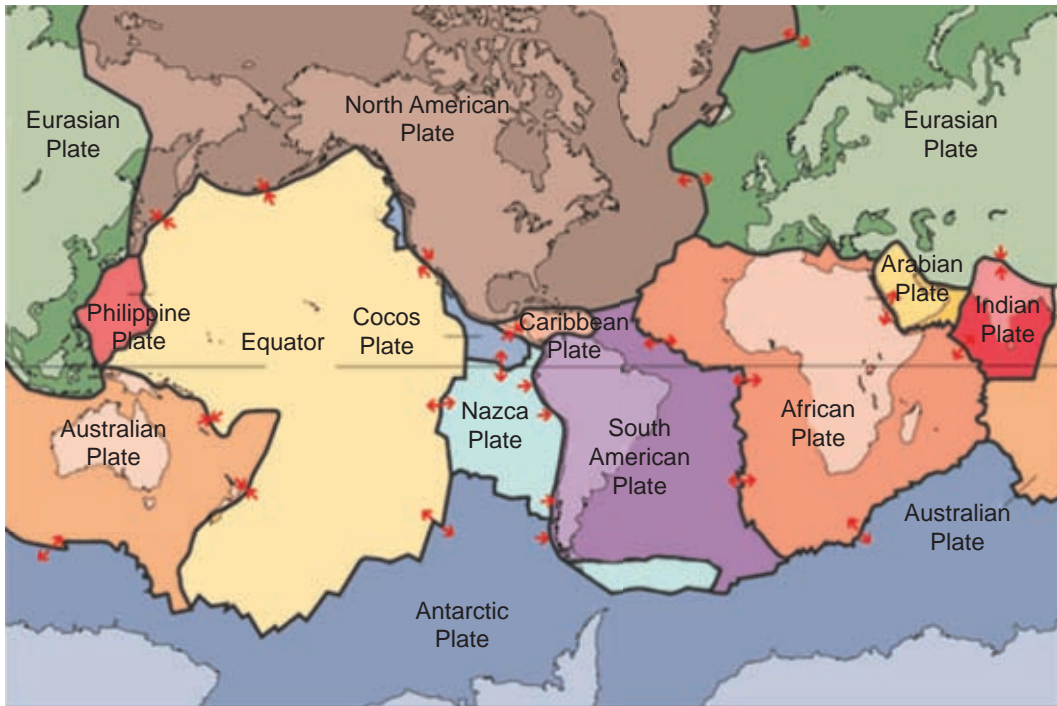 North American
Plate
Eurasian
Plate
Eurasian
Plate
Arabian
Plate
Philippine
Plate
Equator
Cocos
Plate
Caribbean
Plate
Indian
Plate
Australian
Plate
Nazca
Plate
South
American
Plate
African
Plate
Australian
Plate
Antarctic
Plate